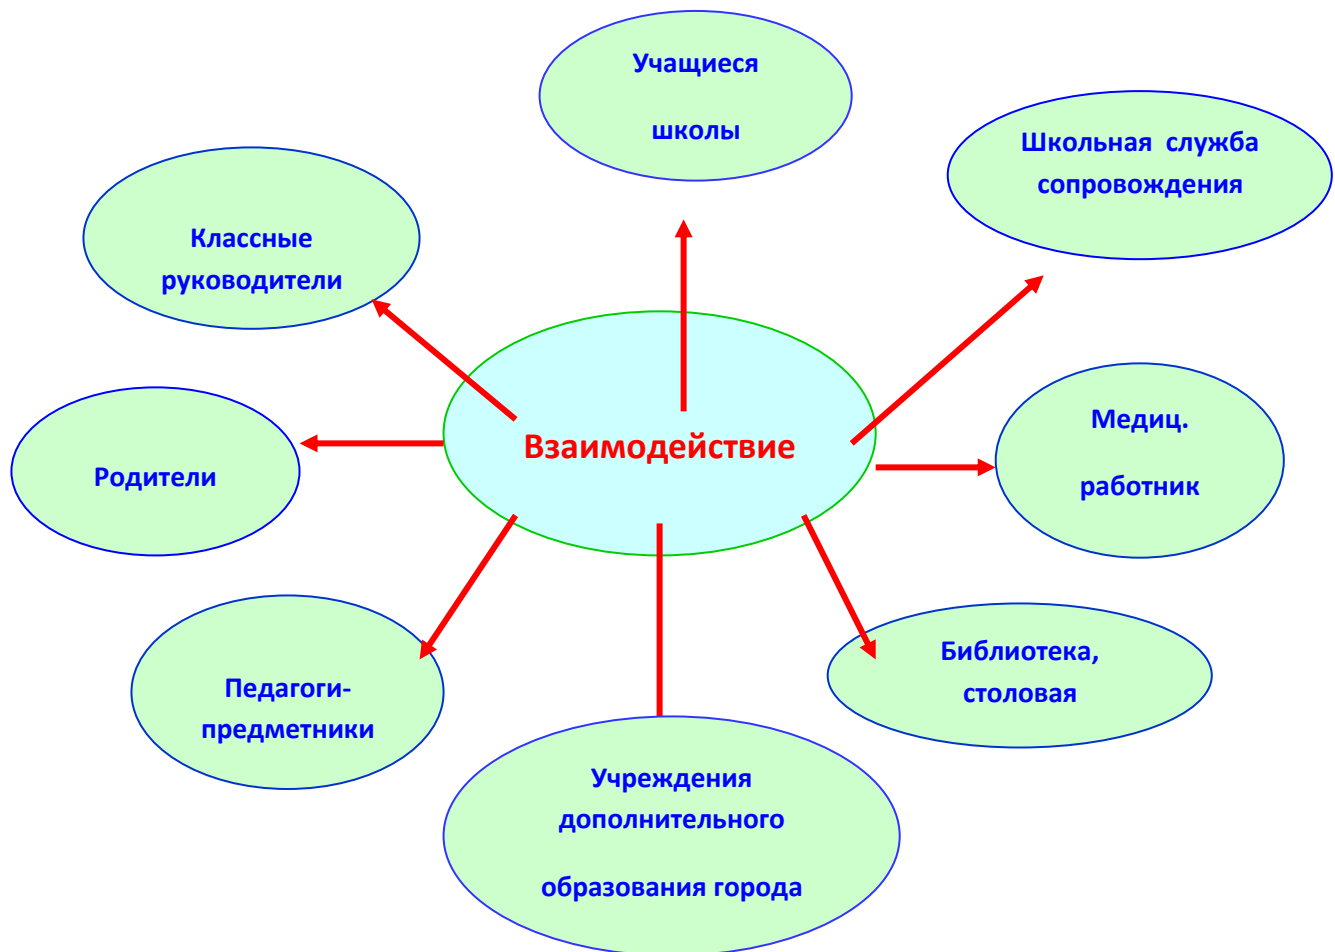 Учащиеся
школы
Школьная служба
сопровождения
Классные
руководители
Взаимодействие
Медиц.
работник
Родители
Библиотека,
столовая
Педагоги-
предметники
Учреждения
дополнительного
образования города